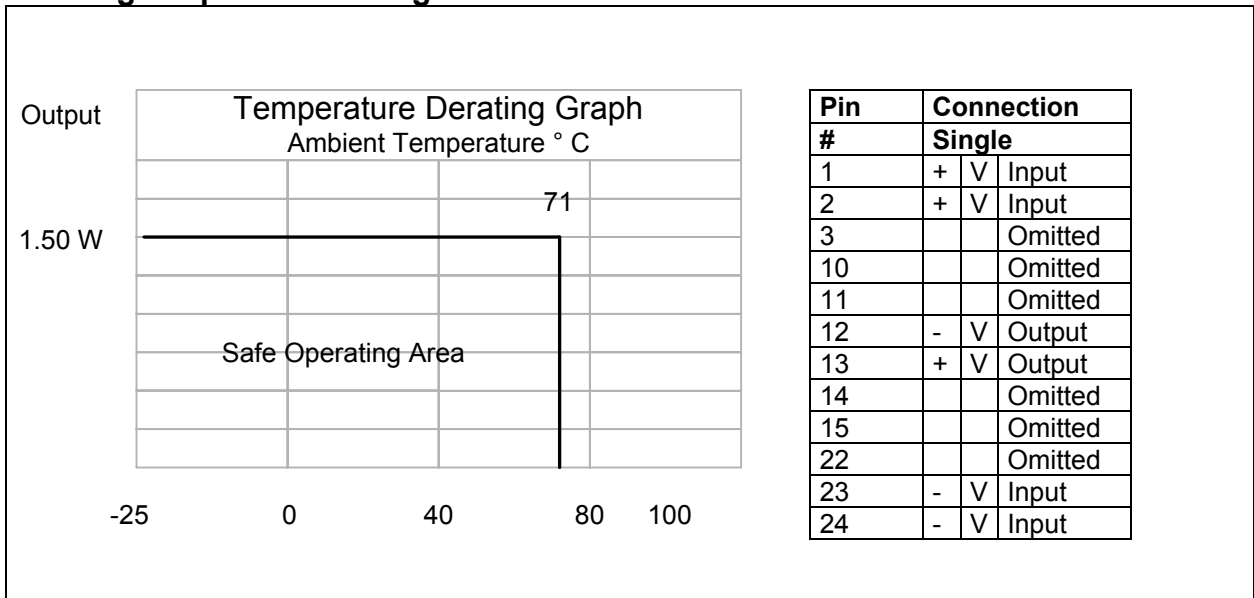 Output
Temperature Derating Graph
Ambient Temperature ° C
71
1.50 W
Safe Operating Area
-25 0 40 80 100
Pin Connection
# Single
1 + V Input
2 + V Input
3 Omitted
10 Omitted
11 Omitted
12 - V Output
13 + V Output
14 Omitted
15 Omitted
22 Omitted
23 - V Input
24 - V Input